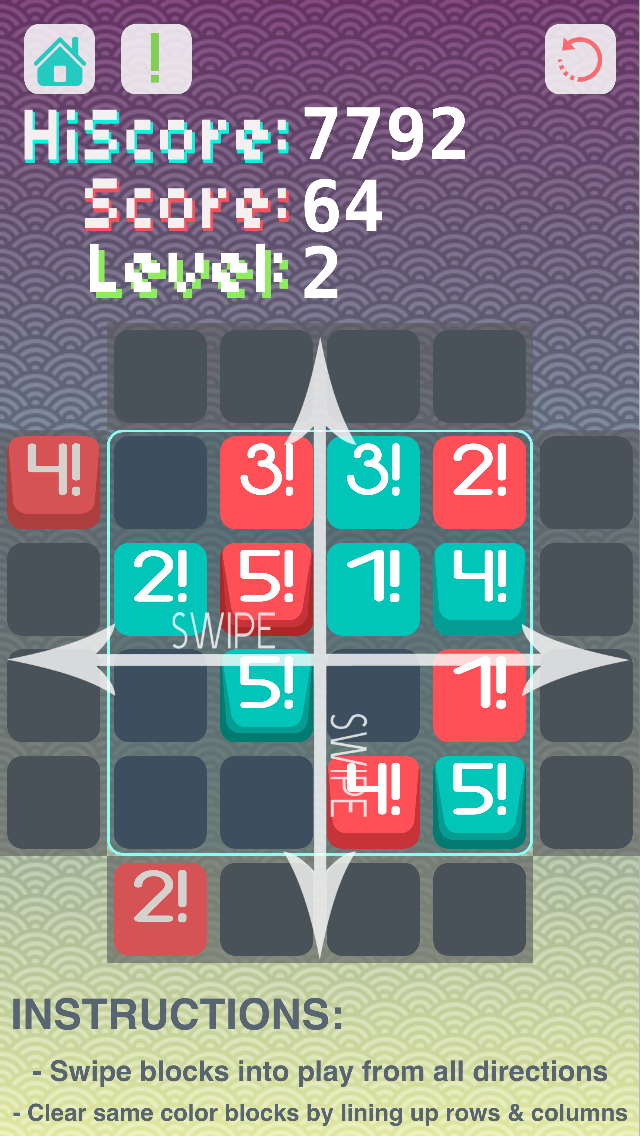 !
HiScore: 7792
Score: 64
Level: 2
4! 3! 3! 2!
2! 5! 1! 4!
SWIPE
5! 1!
SWIPE
4! 5!
2!
INSTRUCTIONS:
- Swipe blocks into play from all directions
- Clear same color blocks by lining up rows & columns